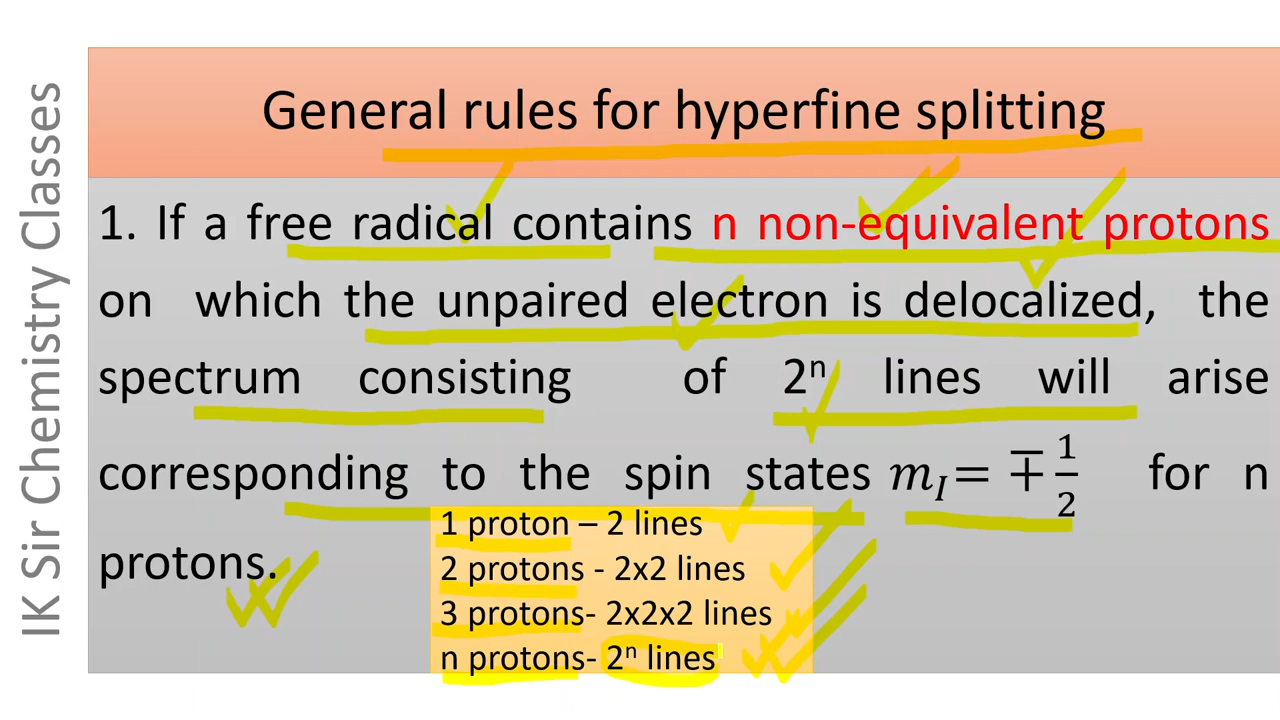 IK Sir Chemistry Classes
General rules for hyperfine splitting
1. If a free radical contains n non-equivalent protons
on which the unpaired electron is delocalized, the
spectrum consisting of 2ⁿ lines will arise
corresponding to the spin states m_I = ∓ 1/2 for n
protons.
1 proton – 2 lines
2 protons - 2x2 lines
3 protons- 2x2x2 lines
n protons- 2ⁿ lines